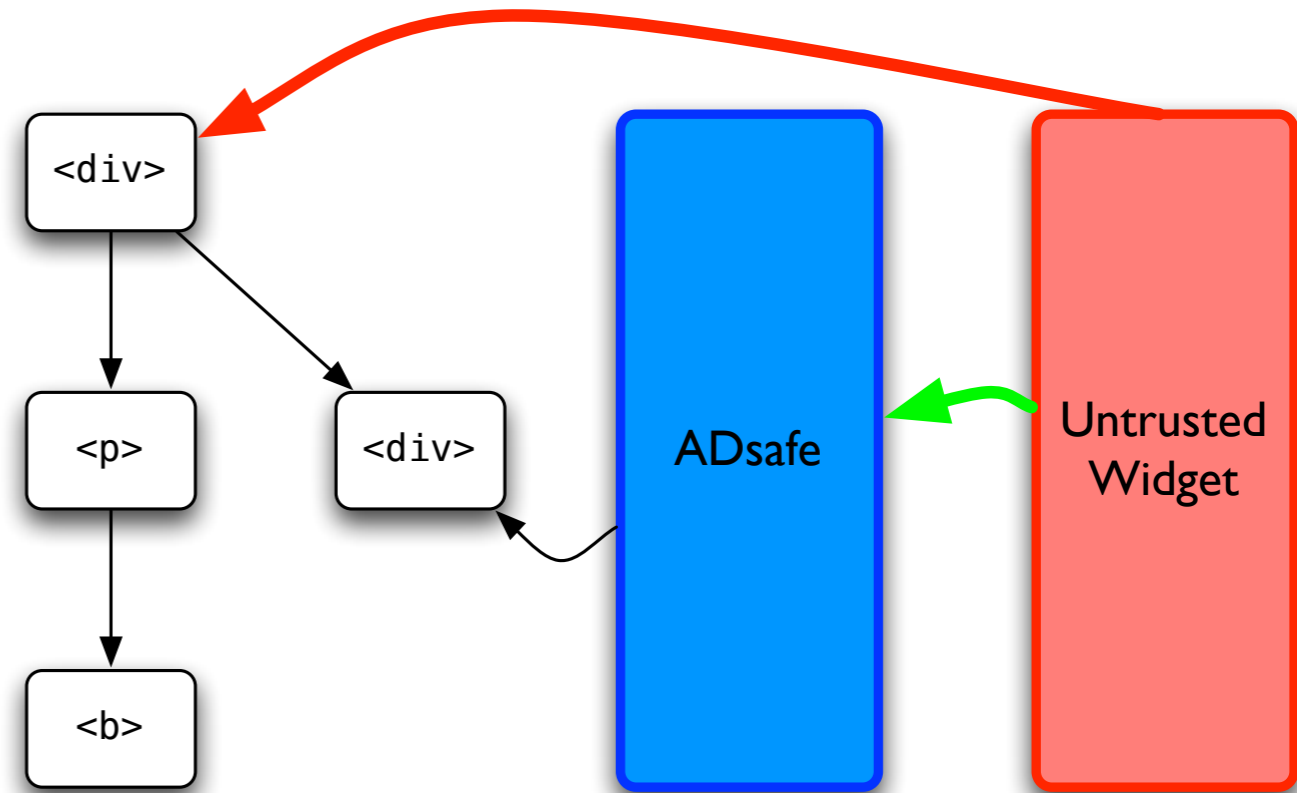 <div>
<p>
<div>
<b>
ADsafe
Untrusted
Widget